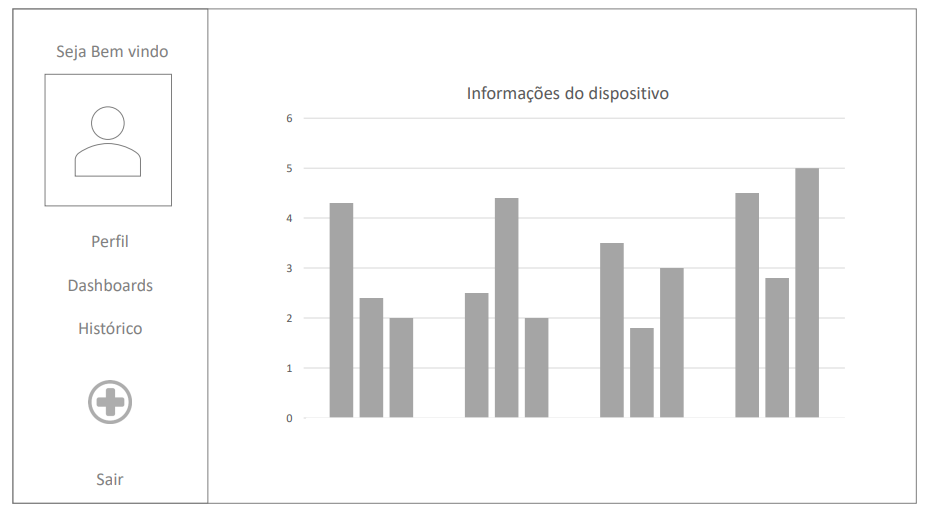 Seja Bem vindo
Perfil
Dashboards
Histórico
Sair
Informações do dispositivo
6
5
4
3
2
1
0